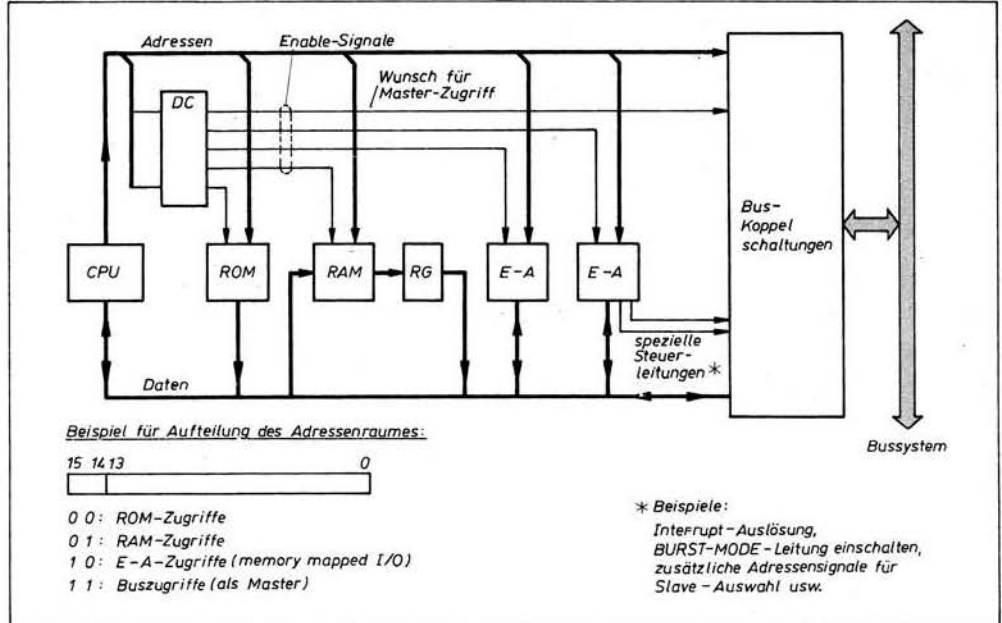 Adressen
Enable-Signale
Wunsch für
Master-Zugriff
DC
CPU
ROM
RAM
RG
E-A
E-A
Bus-
Koppel
schaltungen
spezielle
Steuer-
leitungen *
Daten
Bussystem
Beispiel für Aufteilung des Adressenraumes:
15 14 13 0
0 0: ROM-Zugriffe
0 1: RAM-Zugriffe
1 0: E-A-Zugriffe (memory mapped I/O)
1 1: Buszugriffe (als Master)
* Beispiele:
Interrupt-Auslösung,
BURST-MODE-Leitung einschalten,
zusätzliche Adressensignale für
Slave-Auswahl usw.